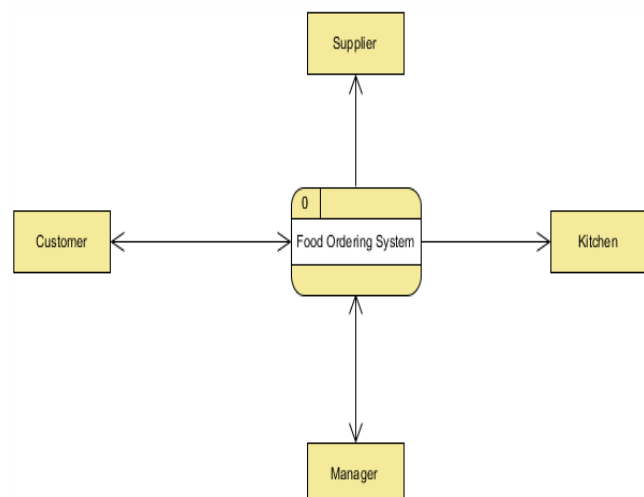 Supplier
0
Customer
Food Ordering System
Kitchen
Manager